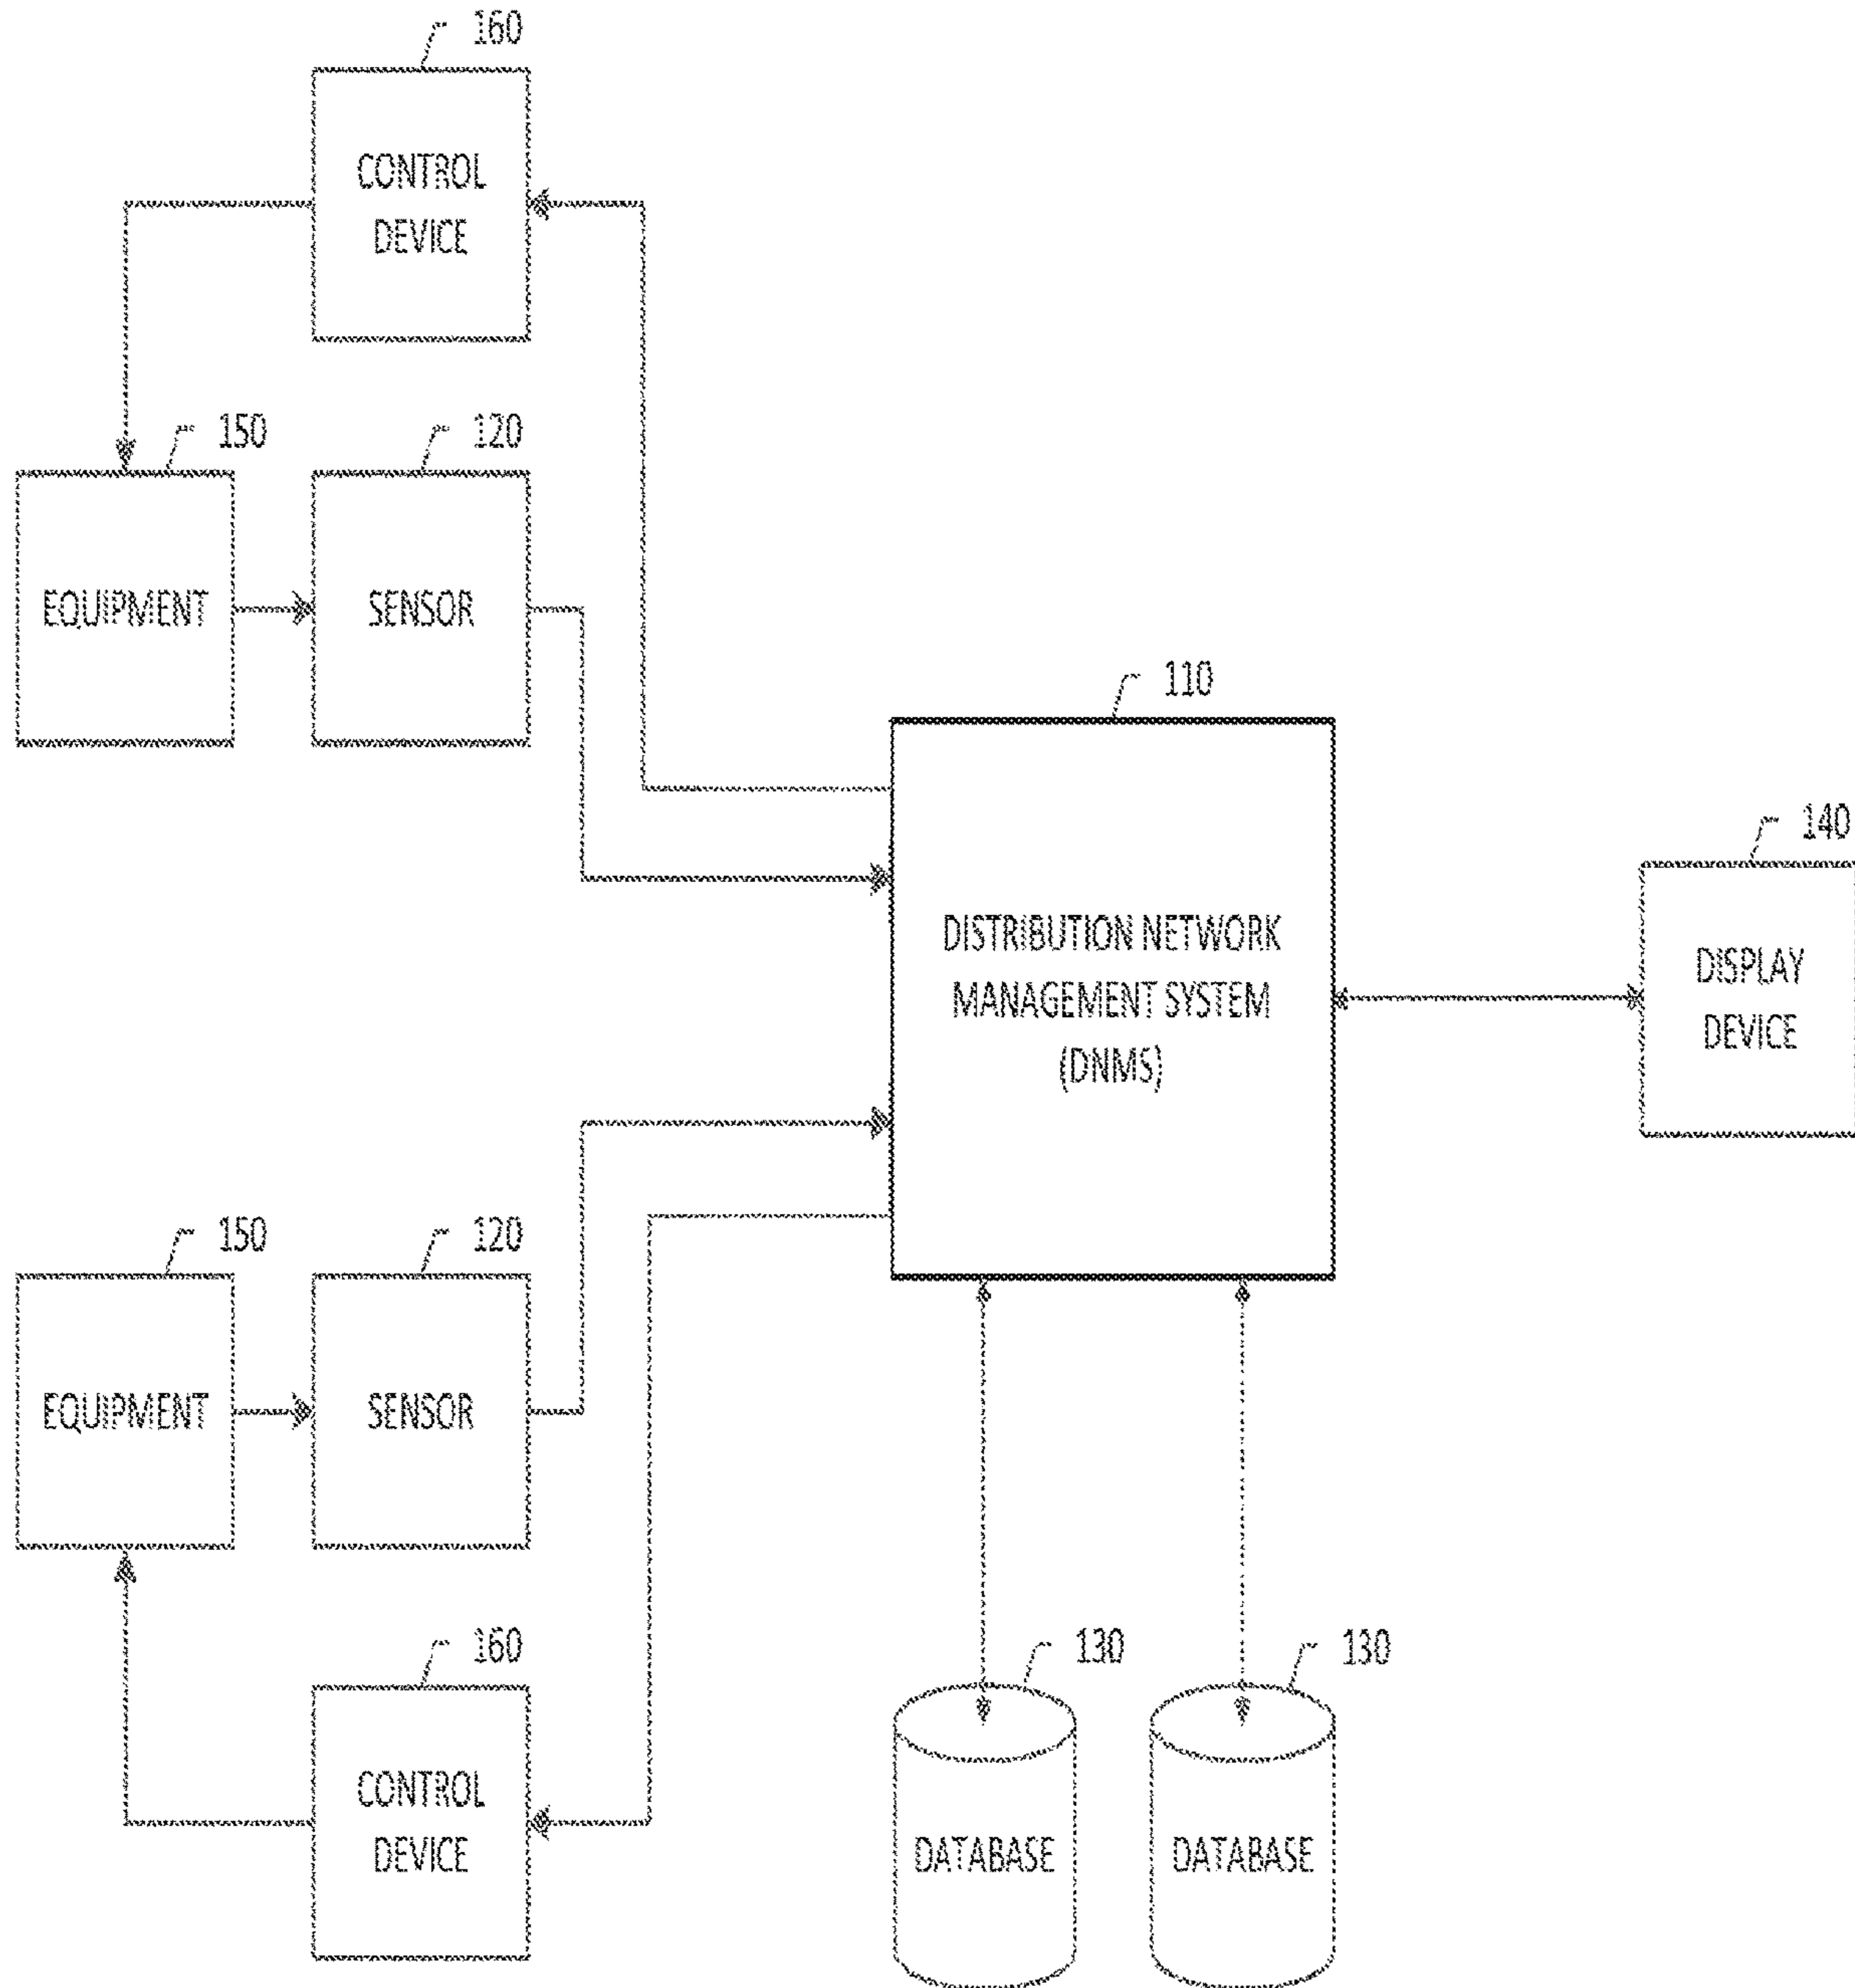 160
CONTROL
DEVICE
150
120
EQUIPMENT
SENSOR
110
DISTRIBUTION NETWORK
MANAGEMENT SYSTEM
(DNMS)
140
DISPLAY
DEVICE
150
120
EQUIPMENT
SENSOR
160
CONTROL
DEVICE
130
130
DATABASE
DATABASE